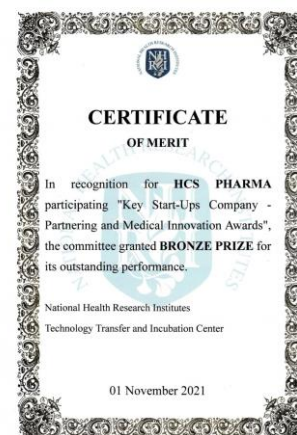 NH
RI
CERTIFICATE
OF MERIT
In recognition for HCS PHARMA
participating "Key Start-Ups Company -
Partnering and Medical Innovation Awards",
the committee granted BRONZE PRIZE for
its outstanding performance.
National Health Research Institutes
Technology Transfer and Incubation Center
01 November 2021